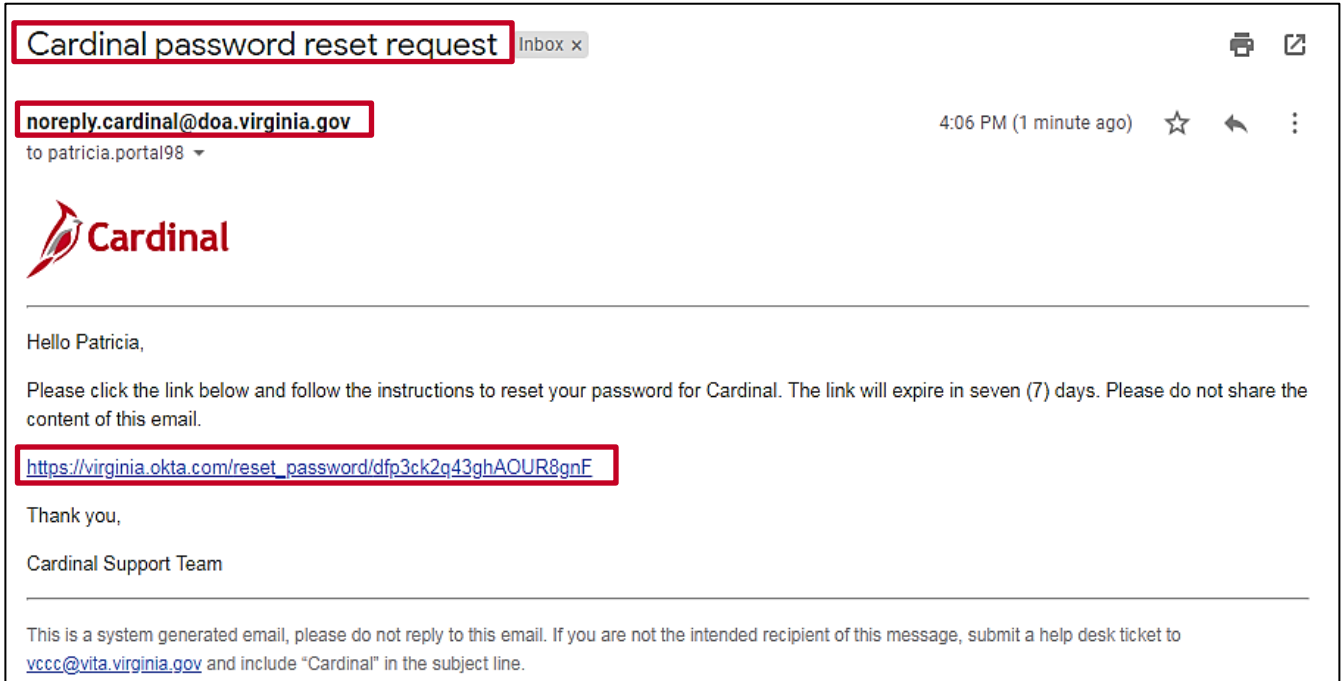 Cardinal password reset request Inbox x
noreply.cardinal@doa.virginia.gov 4:06 PM (1 minute ago)
to patricia.portal98
Cardinal
Hello Patricia,
Please click the link below and follow the instructions to reset your password for Cardinal. The link will expire in seven (7) days. Please do not share the
content of this email.
https://virginia.okta.com/reset_password/dfp3ck2q43ghAOUR8gnF
Thank you,
Cardinal Support Team
This is a system generated email, please do not reply to this email. If you are not the intended recipient of this message, submit a help desk ticket to
vccc@vita.virginia.gov and include “Cardinal” in the subject line.